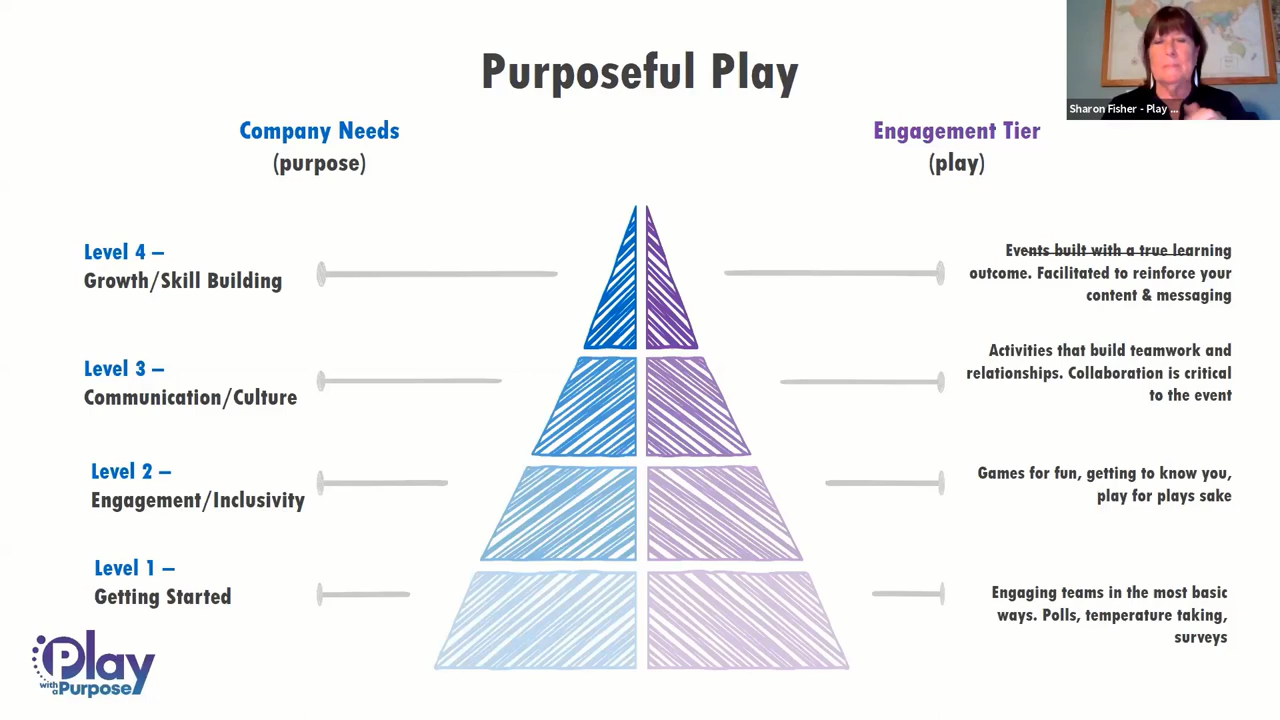 Purposeful Play
Sharon Fisher - Play ...
Company Needs
(purpose)
Engagement Tier
(play)
Level 4 –
Growth/Skill Building
Events built with a true learning
outcome. Facilitated to reinforce your
content & messaging
Level 3 –
Communication/Culture
Activities that build teamwork and
relationships. Collaboration is critical
to the event
Level 2 –
Engagement/Inclusivity
Games for fun, getting to know you,
play for plays sake
Level 1 –
Getting Started
Engaging teams in the most basic
ways. Polls, temperature taking,
surveys
Play
with a Purpose